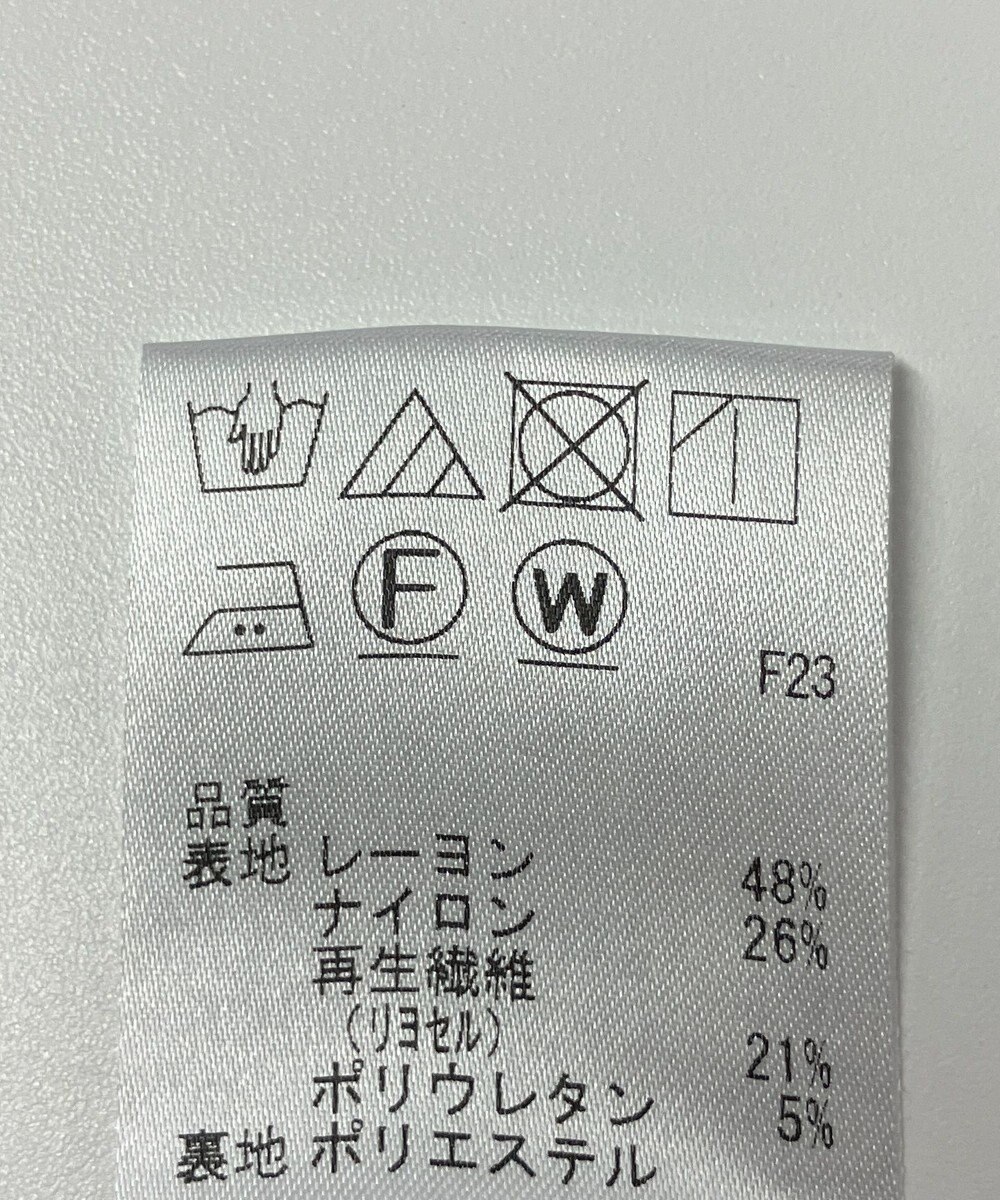 F W
F23
品質
表地 レーヨン 48%
ナイロン 26%
再生繊維
(リヨセル) 21%
ポリウレタン 5%
裏地 ポリエステル